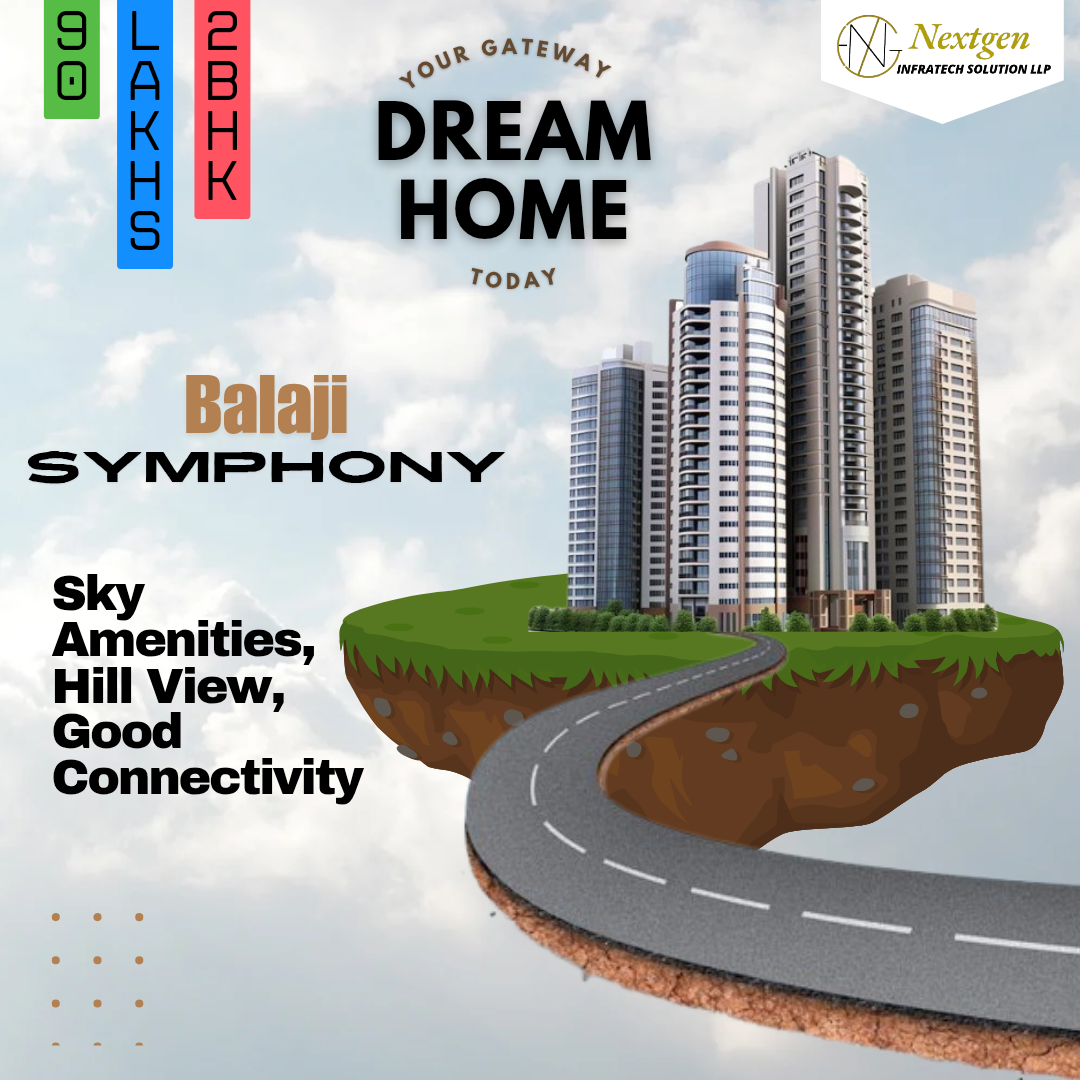 90
LAKHS
2BHK
YOUR GATEWAY
DREAM
HOME
TODAY
NG
Nextgen
INFRATECH SOLUTION LLP
Balaji
SYMPHONY
Sky
Amenities,
Hill View,
Good
Connectivity